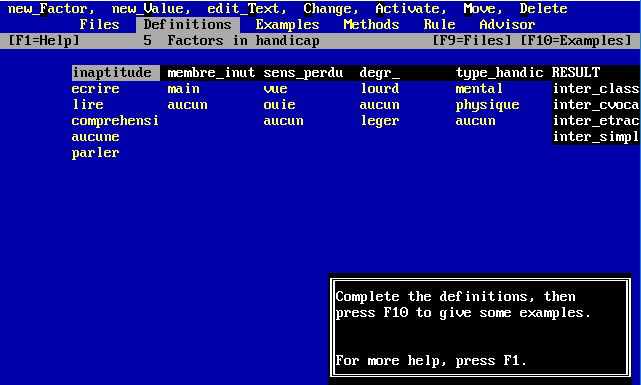 new_Factor, new_Value, edit_Text, Change, Activate, Move, Delete
Files Definitions Examples Methods Rule Advisor
[F1=Help] 5 Factors in handicap [F9=Files] [F10=Examples]
inaptitude membre_inut sens_perdu degr_ type_handic RESULT
ecrire main vue lourd mental inter_class
lire aucun ouie aucun physique inter_cvoca
comprehensi aucun leger aucun inter_etrac
aucune inter_simpl
parler
Complete the definitions, then
press F10 to give some examples.
For more help, press F1.